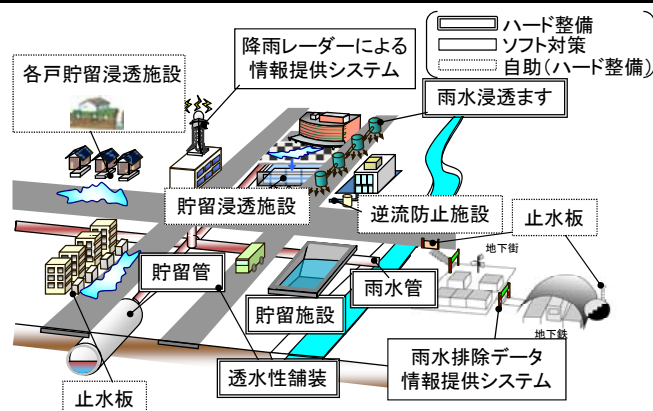 ハード整備
ソフト対策
自助(ハード整備)
降雨レーダーによる
情報提供システム
各戸貯留浸透施設
雨水浸透ます
貯留浸透施設
逆流防止施設
止水板
地下街
貯留管
雨水管
貯留施設
地下鉄
透水性舗装
雨水排除データ
情報提供システム
止水板